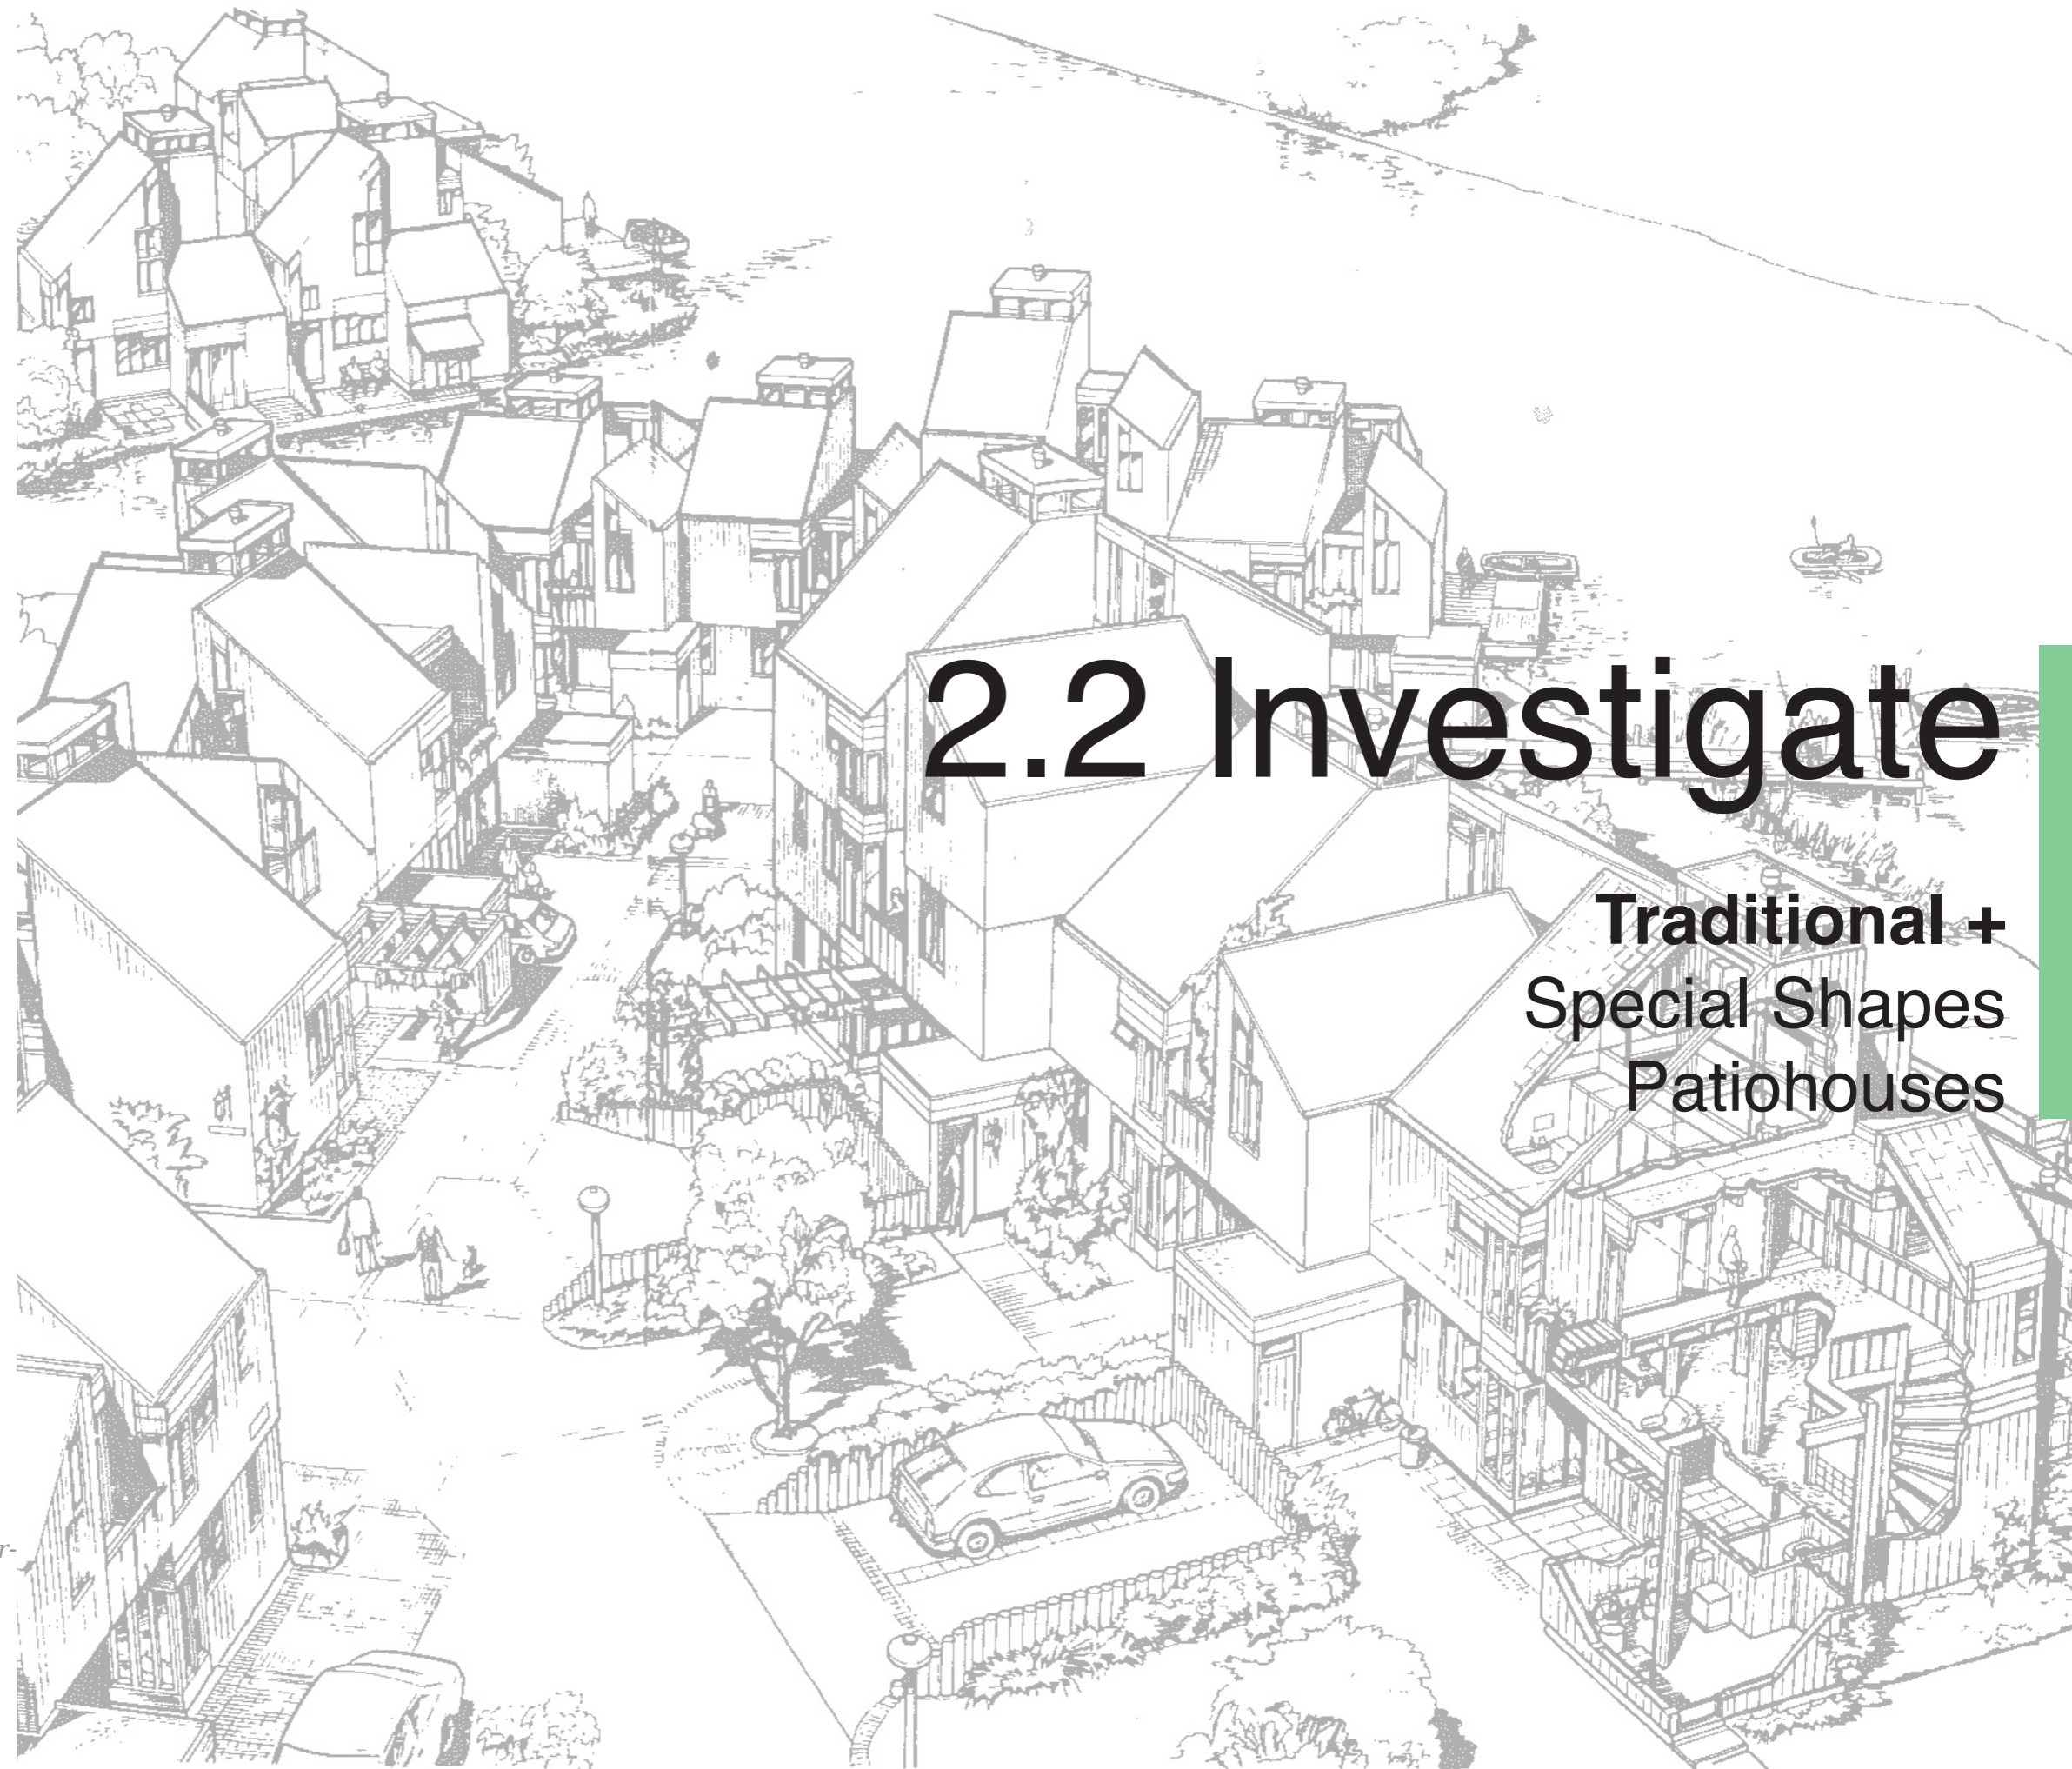 2.2 Investigate
Traditional +
Special Shapes
Patiohouses
r-